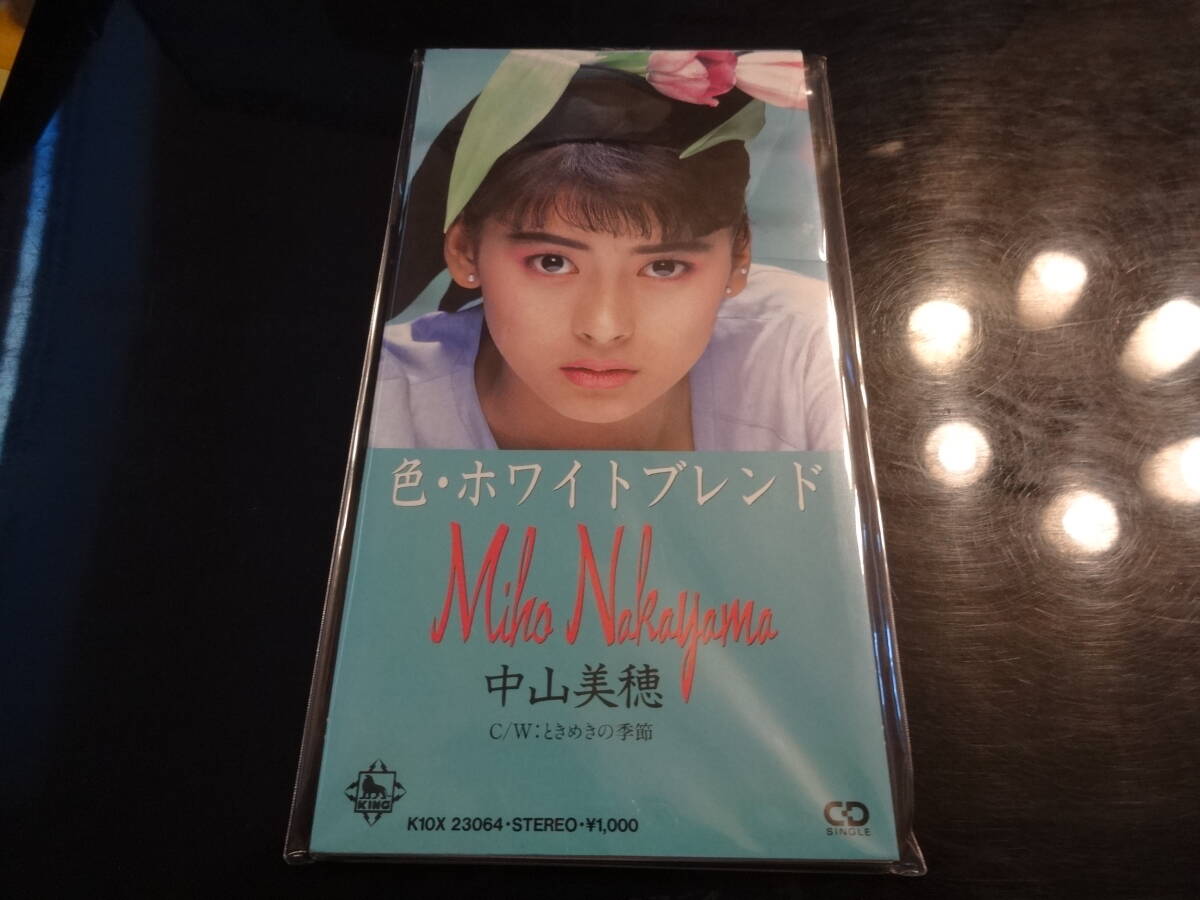 色・ホワイトブレンド
Miho Nakayama
中山美穂
C/W:ときめきの季節
KING
K10X 23064・STEREO・¥1,000
CD
SINGLE